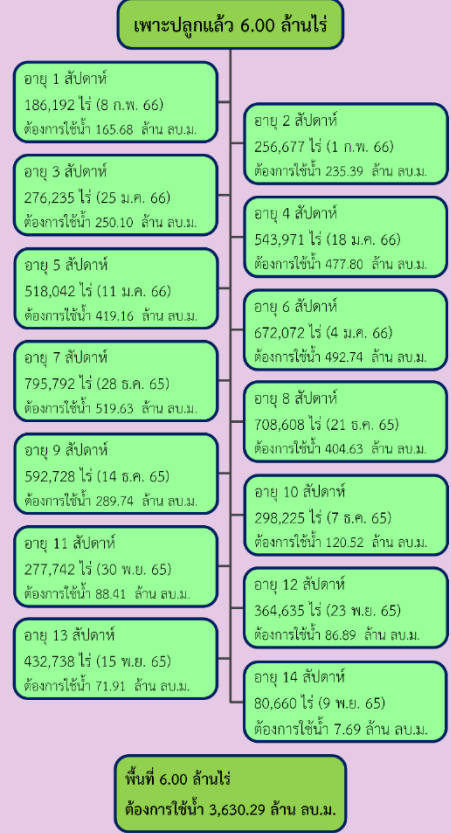 เพาะปลูกแล้ว 6.00 ล้านไร่
อายุ 1 สัปดาห์
186,192 ไร่ (8 ก.พ. 66)
ต้องการใช้น้ำ 165.68 ล้าน ลบ.ม.
อายุ 2 สัปดาห์
256,677 ไร่ (1 ก.พ. 66)
ต้องการใช้น้ำ 235.39 ล้าน ลบ.ม.
อายุ 3 สัปดาห์
276,235 ไร่ (25 ม.ค. 66)
ต้องการใช้น้ำ 250.10 ล้าน ลบ.ม.
อายุ 4 สัปดาห์
543,971 ไร่ (18 ม.ค. 66)
ต้องการใช้น้ำ 477.80 ล้าน ลบ.ม.
อายุ 5 สัปดาห์
518,042 ไร่ (11 ม.ค. 66)
ต้องการใช้น้ำ 419.16 ล้าน ลบ.ม.
อายุ 6 สัปดาห์
672,072 ไร่ (4 ม.ค. 66)
ต้องการใช้น้ำ 492.74 ล้าน ลบ.ม.
อายุ 7 สัปดาห์
795,792 ไร่ (28 ธ.ค. 65)
ต้องการใช้น้ำ 519.63 ล้าน ลบ.ม.
อายุ 8 สัปดาห์
708,608 ไร่ (21 ธ.ค. 65)
ต้องการใช้น้ำ 404.63 ล้าน ลบ.ม.
อายุ 9 สัปดาห์
592,728 ไร่ (14 ธ.ค. 65)
ต้องการใช้น้ำ 289.74 ล้าน ลบ.ม.
อายุ 10 สัปดาห์
298,225 ไร่ (7 ธ.ค. 65)
ต้องการใช้น้ำ 120.52 ล้าน ลบ.ม.
อายุ 11 สัปดาห์
277,742 ไร่ (30 พ.ย. 65)
ต้องการใช้น้ำ 88.41 ล้าน ลบ.ม.
อายุ 12 สัปดาห์
364,635 ไร่ (23 พ.ย. 65)
ต้องการใช้น้ำ 86.89 ล้าน ลบ.ม.
อายุ 13 สัปดาห์
432,738 ไร่ (15 พ.ย. 65)
ต้องการใช้น้ำ 71.91 ล้าน ลบ.ม.
อายุ 14 สัปดาห์
80,660 ไร่ (9 พ.ย. 65)
ต้องการใช้น้ำ 7.69 ล้าน ลบ.ม.
พื้นที่ 6.00 ล้านไร่
ต้องการใช้น้ำ 3,630.29 ล้าน ลบ.ม.